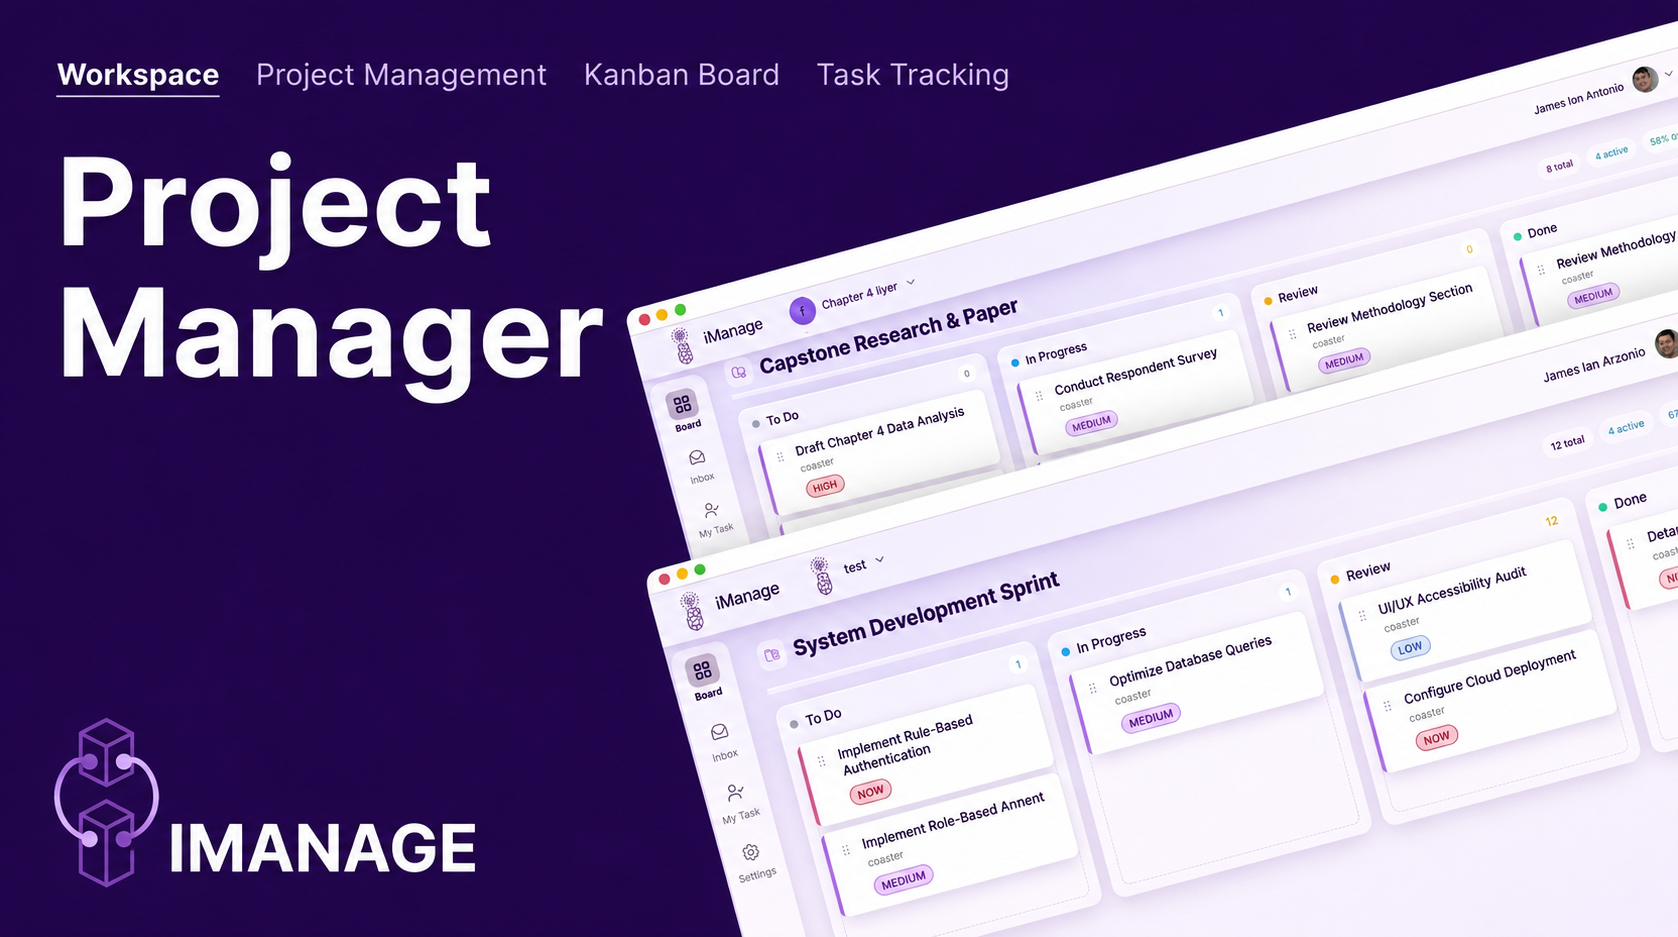 Workspace Project Management Kanban Board Task Tracking
Project
Manager
IMANAGE
James Ion Antonio
8 total 4 active 58%
iManage
f Chapter 4 liyer
Capstone Research & Paper
Board
Inbox
My Task
To Do 0
Draft Chapter 4 Data Analysis
coaster
HIGH
In Progress 1
Conduct Respondent Survey
coaster
MEDIUM
Review 0
Review Methodology Section
coaster
MEDIUM
Done
Review Methodology
coaster
MEDIUM
James Ian Arzonio
12 total 4 active 67
iManage
test
System Development Sprint
Board
Inbox
My Task
Settings
To Do 1
Implement Rule-Based
Authentication
NOW
Implement Role-Based Annent
coaster
MEDIUM
In Progress 1
Optimize Database Queries
coaster
MEDIUM
Review 12
UI/UX Accessibility Audit
coaster
LOW
Configure Cloud Deployment
coaster
NOW
Done